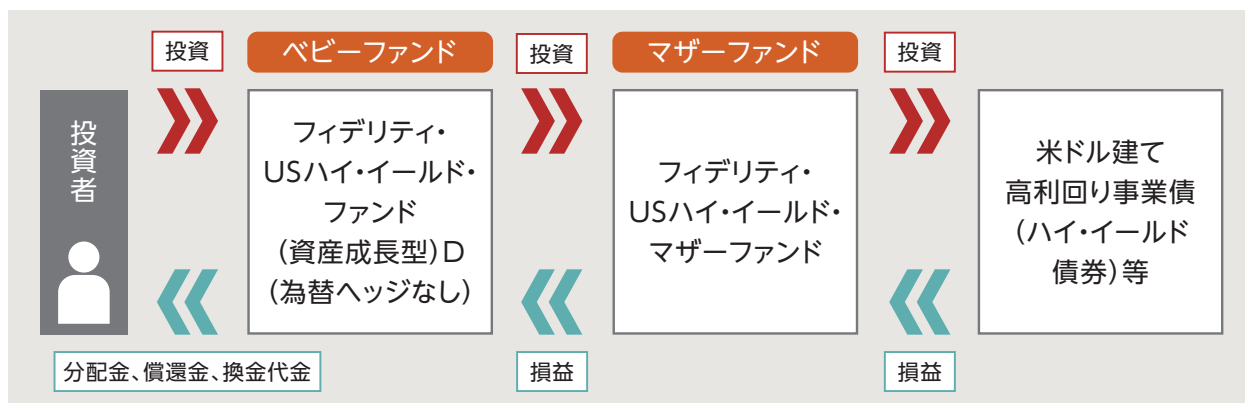 投資
ベビーファンド
投資
マザーファンド
投資
投資者
フィデリティ・
USハイ・イールド・
ファンド
(資産成長型)D
(為替ヘッジなし)
フィデリティ・
USハイ・イールド・
マザーファンド
米ドル建て
高利回り事業債
(ハイ・イールド
債券)等
分配金、償還金、換金代金
損益
損益